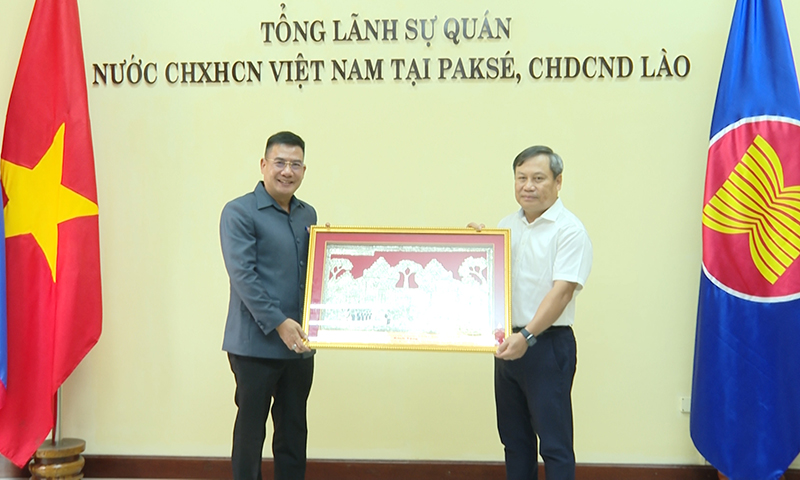 TỔNG LÃNH SỰ QUÁN
NƯỚC CHXHCN VIỆT NAM TẠI PAKSÉ, CHDCND LÀO